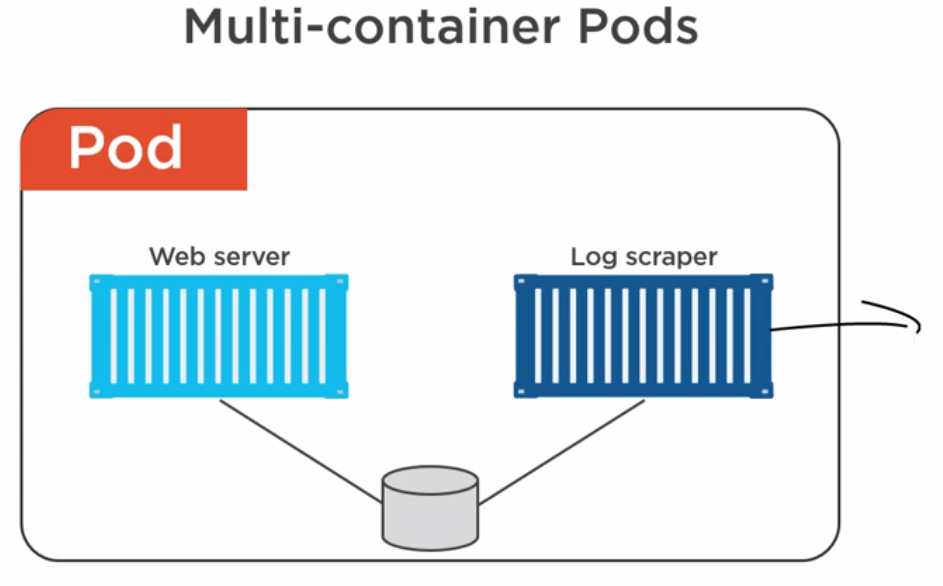 Multi-container Pods
Pod
Web server
Log scraper